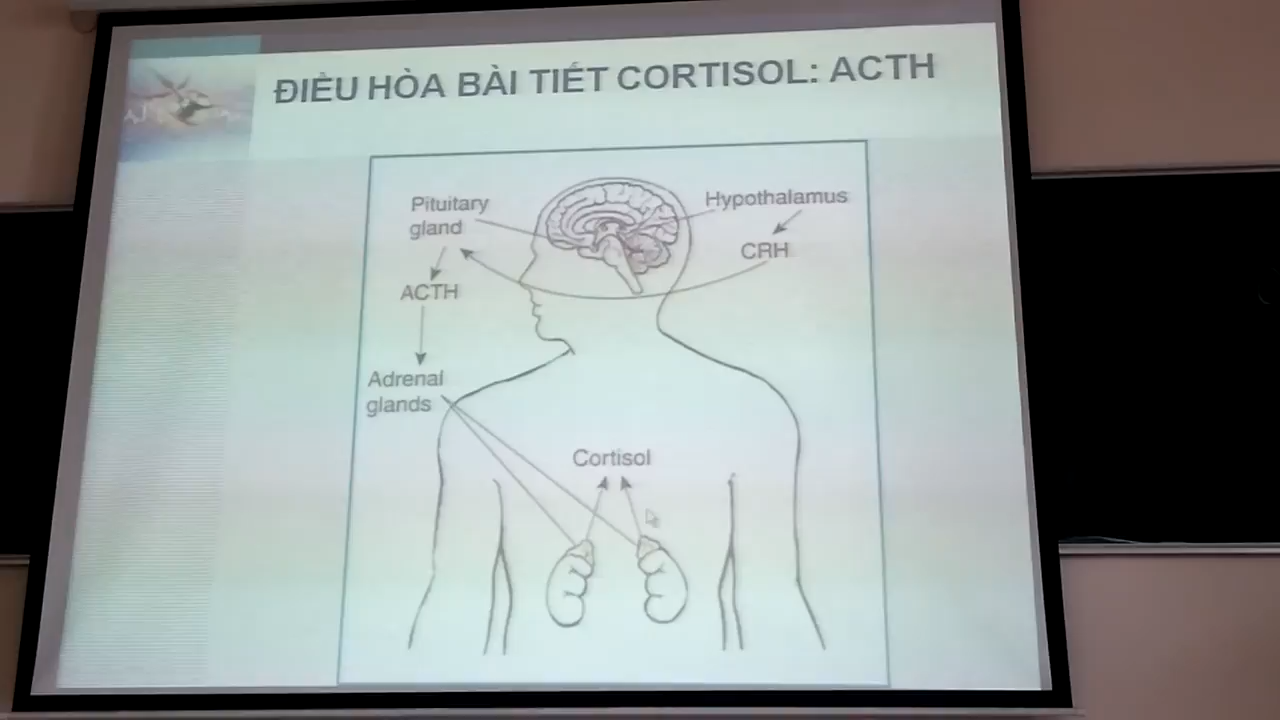 ĐIỀU HÒA BÀI TIẾT CORTISOL: ACTH
Pituitary
gland
Hypothalamus
CRH
ACTH
Adrenal
glands
Cortisol